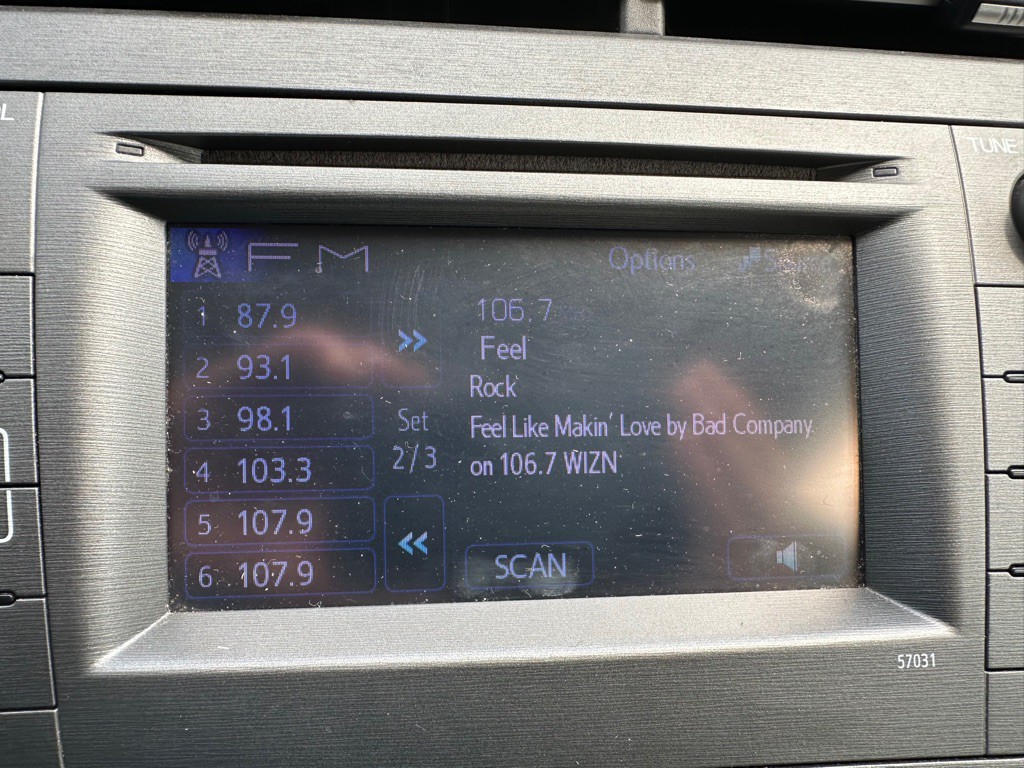 TUNE
FM
Options
1 87.9
2 93.1
3 98.1
4 103.3
5 107.9
6 107.9
Set
2/3
106.7
Feel
Rock
Feel Like Makin' Love by Bad Company
on 106.7 WIZN
SCAN
57031